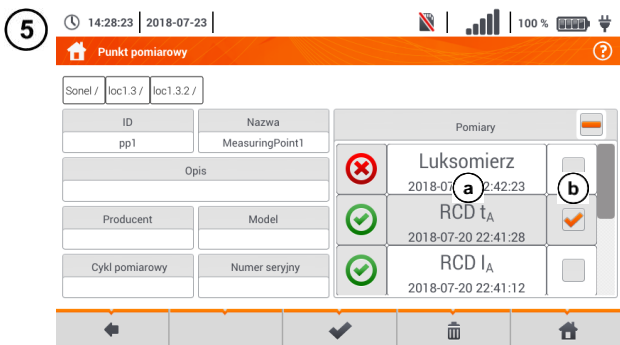 5
14:28:23 2018-07-23 100 %
Punkt pomiarowy ?
Sonel / loc1.3 / loc1.3.2 /
ID Nazwa Pomiary
pp1 MeasuringPoint1
Opis
Luksomierz
2018-07 2:42:23
a b
Producent Model
RCD tA
2018-07-20 22:41:28
Cykl pomiarowy Numer seryjny
RCD IA
2018-07-20 22:41:12